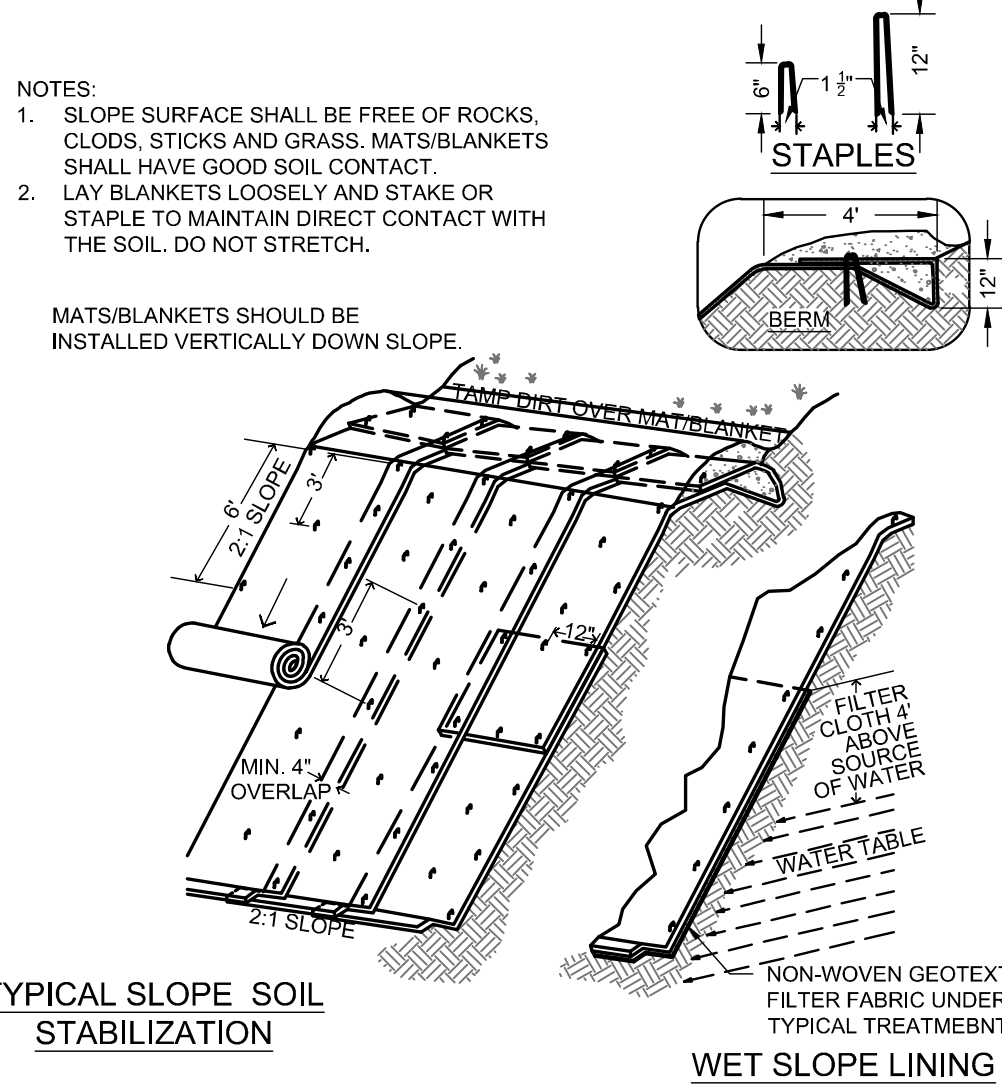 NOTES:
1. SLOPE SURFACE SHALL BE FREE OF ROCKS,
CLODS, STICKS AND GRASS. MATS/BLANKETS
SHALL HAVE GOOD SOIL CONTACT.
2. LAY BLANKETS LOOSELY AND STAKE OR
STAPLE TO MAINTAIN DIRECT CONTACT WITH
THE SOIL. DO NOT STRETCH.
MATS/BLANKETS SHOULD BE
INSTALLED VERTICALLY DOWN SLOPE.
6"
1 ½"
12"
STAPLES
4'
12"
BERM
TAMP DIRT OVER MAT/BLANKET
6'
2:1 SLOPE
3'
3'
12"
MIN. 4"
OVERLAP
2:1 SLOPE
TYPICAL SLOPE SOIL
STABILIZATION
FILTER
CLOTH 4'
ABOVE
SOURCE
OF WATER
WATER TABLE
NON-WOVEN GEOTEXT
FILTER FABRIC UNDER
TYPICAL TREATMEBNT
WET SLOPE LINING